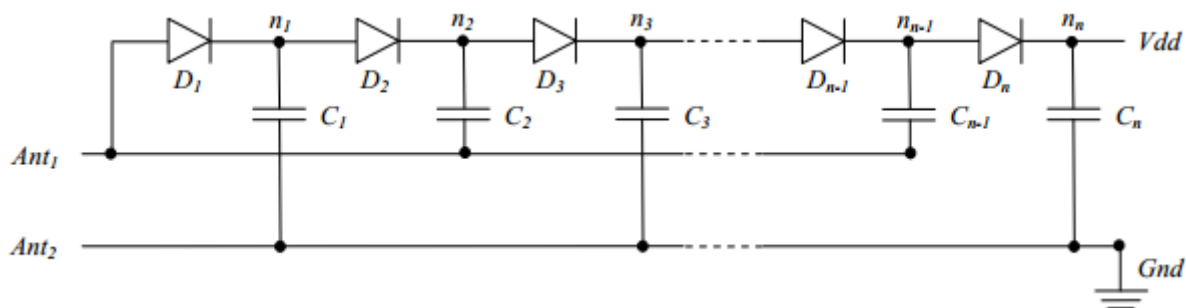 n1 n2 n3 nn-1 nn
Vdd
D1 D2 D3 Dn-1 Dn
C1 C2 C3 Cn-1 Cn
Ant1
Ant2
Gnd